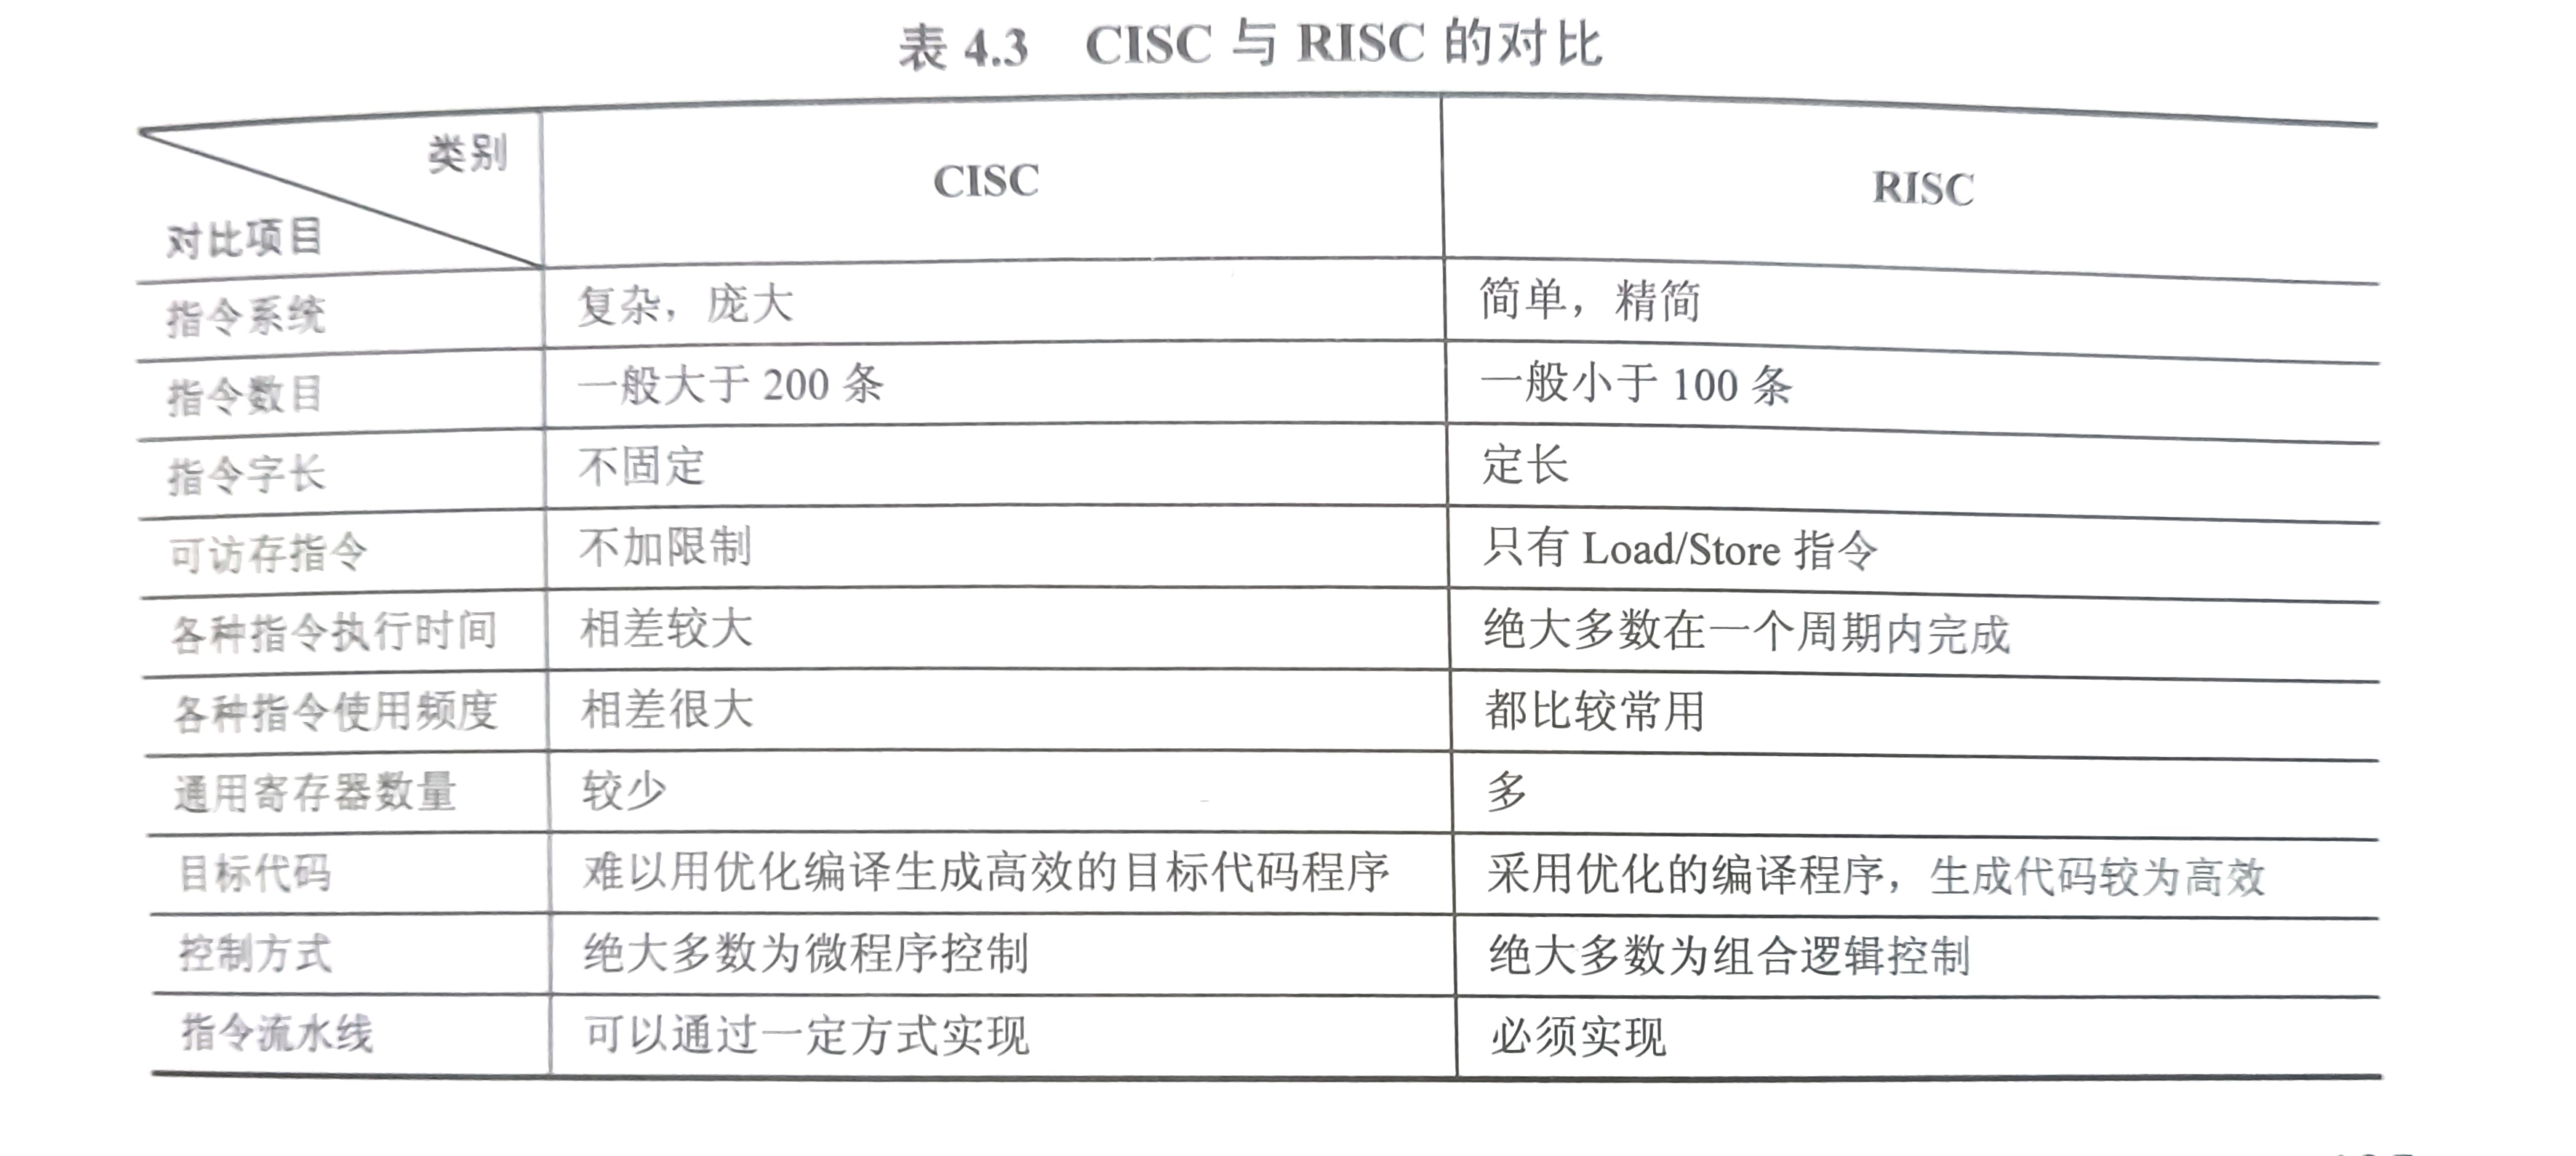 表 4.3 CISC 与 RISC 的对比
类别
对比项目
CISC
RISC
指令系统 复杂，庞大 简单，精简
指令数目 一般大于 200 条 一般小于 100 条
指令字长 不固定 定长
可访存指令 不加限制 只有 Load/Store 指令
各种指令执行时间 相差较大 绝大多数在一个周期内完成
各种指令使用频度 相差很大 都比较常用
通用寄存器数量 较少 多
目标代码 难以用优化编译生成高效的目标代码程序 采用优化的编译程序，生成代码较为高效
控制方式 绝大多数为微程序控制 绝大多数为组合逻辑控制
指令流水线 可以通过一定方式实现 必须实现